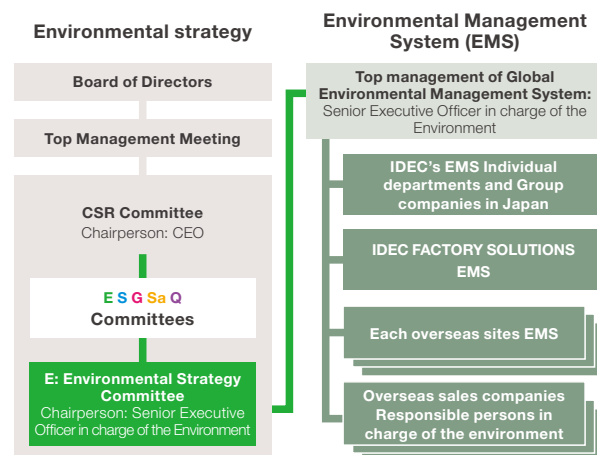 Environmental strategy
Board of Directors
Top Management Meeting
CSR Committee
Chairperson: CEO
E S G Sa Q
Committees
E: Environmental Strategy
Committee
Chairperson: Senior Executive
Officer in charge of the Environment
Environmental Management
System (EMS)
Top management of Global
Environmental Management System:
Senior Executive Officer in charge of the
Environment
IDEC's EMS Individual
departments and Group
companies in Japan
IDEC FACTORY SOLUTIONS
EMS
Each overseas sites EMS
Overseas sales companies
Responsible persons in
charge of the environment